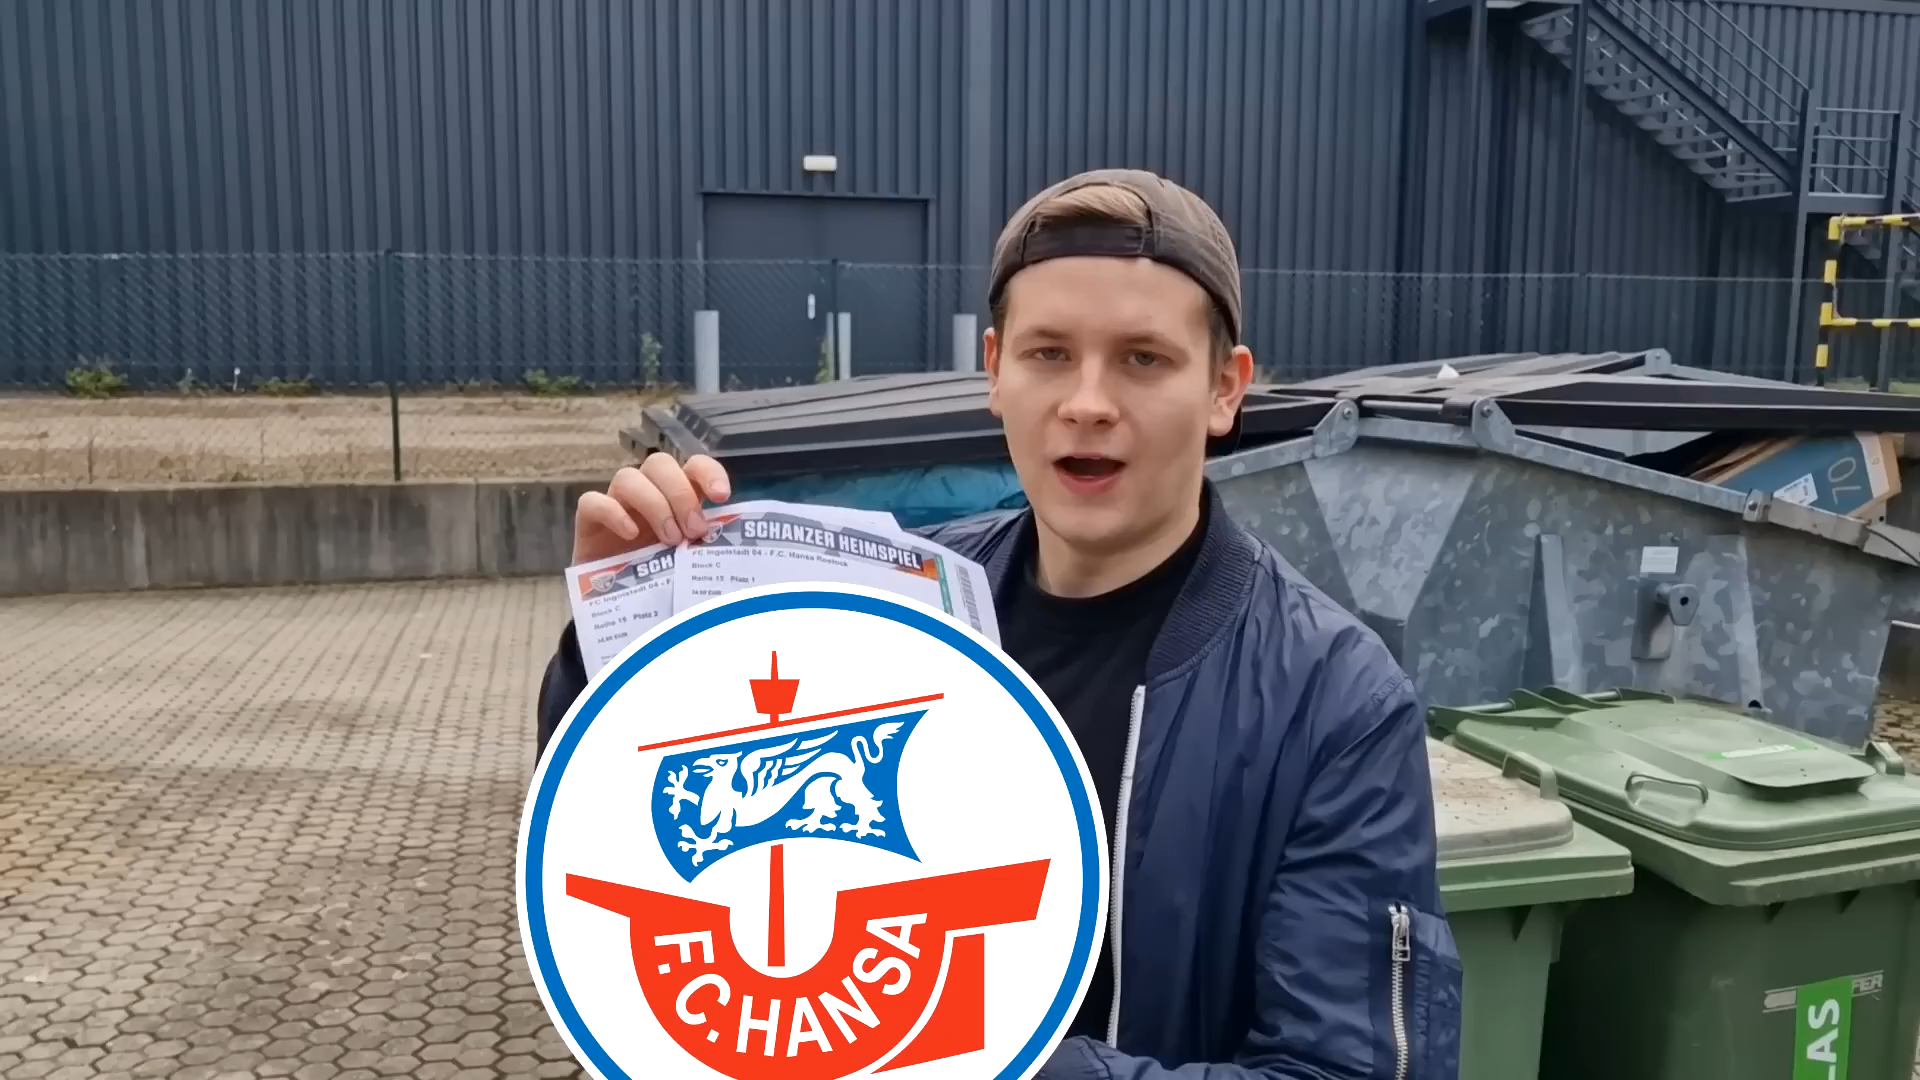 SCHANZER HEIMSPIEL
FC Ingolstadt 04 - F.C. Hansa Rostock
Block C
Reihe 15 Platz 1
SCH
FC Ingolstadt 04 - F
Block C
Reihe 15 Platz 2
F.C. HANSA
70
LAS